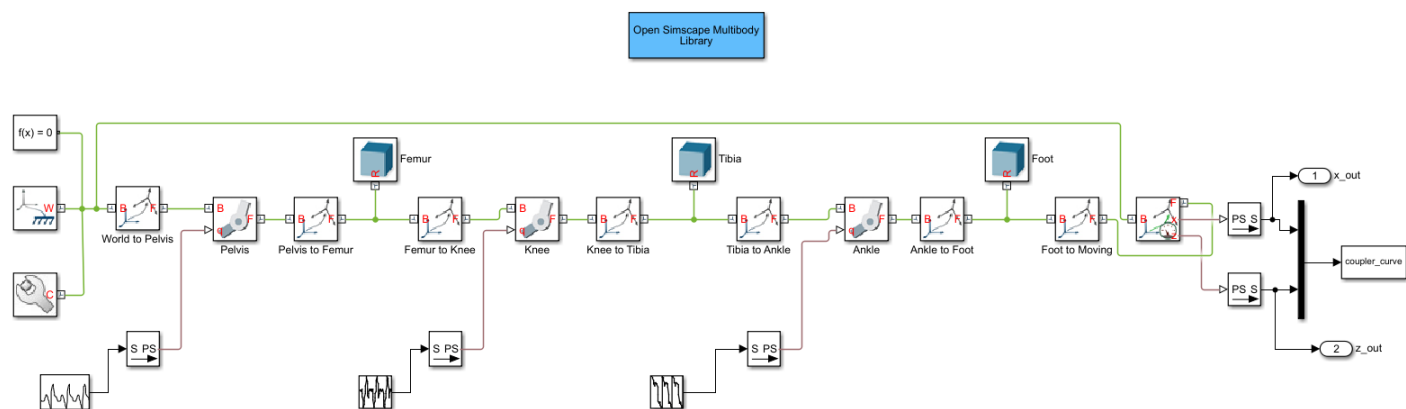 Open Simscape Multibody
Library
f(x) = 0
Femur
R
Tibia
R
Foot
R
1
x_out
W
B F
World to Pelvis
B F
q
Pelvis
B F
Pelvis to Femur
B F
Femur to Knee
B F
q
Knee
B F
Knee to Tibia
B F
Tibia to Ankle
B F
q
Ankle
B F
Ankle to Foot
B F
Foot to Moving
B F
X
Z
PS S
coupler_curve
C
PS S
S PS
S PS
S PS
2
z_out